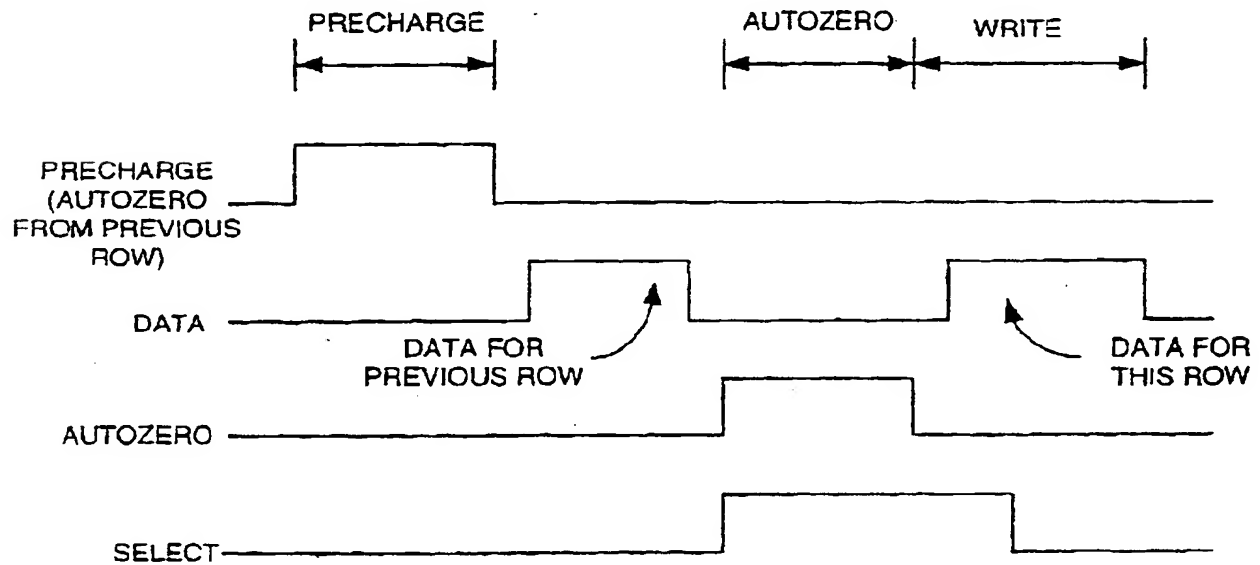 PRECHARGE
AUTOZERO
WRITE
PRECHARGE
(AUTOZERO
FROM PREVIOUS
ROW)
DATA
DATA FOR
PREVIOUS ROW
DATA FOR
THIS ROW
AUTOZERO
SELECT